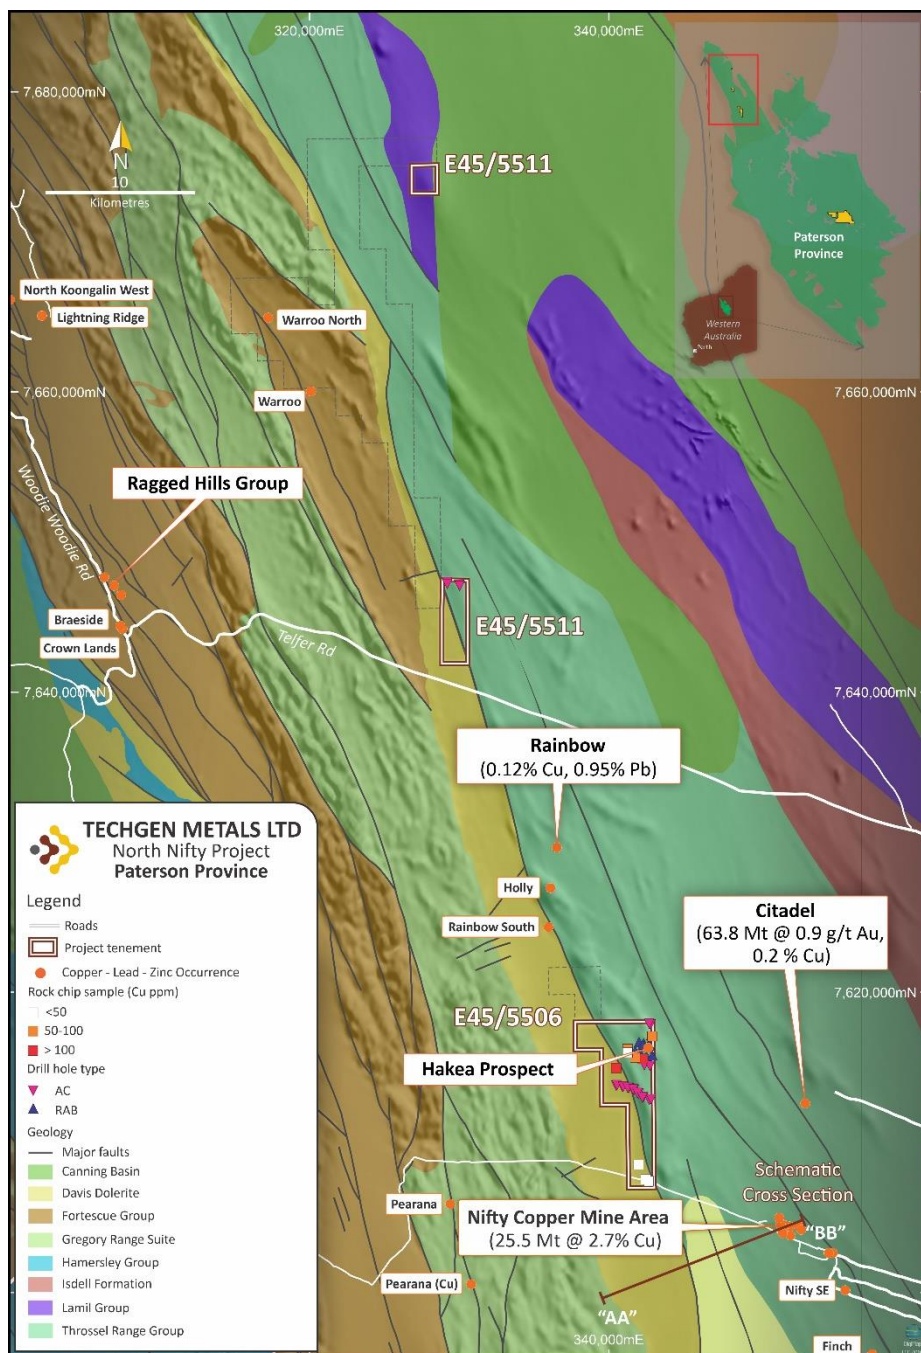 320,000mE
340,000mE
7,680,000mN
N
10
Kilometres
E45/5511
Paterson
Province
Western
Australia
North Koongalin West
Lightning Ridge
Warroo North
7,660,000mN
7,660,000mN
Warroo
Woodie Woodie Rd
Ragged Hills Group
Braeside
Crown Lands
Telfer Rd
E45/5511
7,640,000mN
7,640,000mN
Rainbow
(0.12% Cu, 0.95% Pb)
Holly
Rainbow South
Citadel
(63.8 Mt @ 0.9 g/t Au,
0.2 % Cu)
7,620,000mN
E45/5506
Hakea Prospect
Schematic
Cross Section
Pearana
Nifty Copper Mine Area
(25.5 Mt @ 2.7% Cu)
"BB"
Pearana (Cu)
Nifty SE
"AA"
340,000mE
Finch
TECHGEN METALS LTD
North Nifty Project
Paterson Province
Legend
Roads
Project tenement
Copper - Lead - Zinc Occurrence
Rock chip sample (Cu ppm)
<50
50-100
> 100
Drill hole type
AC
RAB
Geology
Major faults
Canning Basin
Davis Dolerite
Fortescue Group
Gregory Range Suite
Hamersley Group
Isdell Formation
Lamil Group
Throssel Range Group